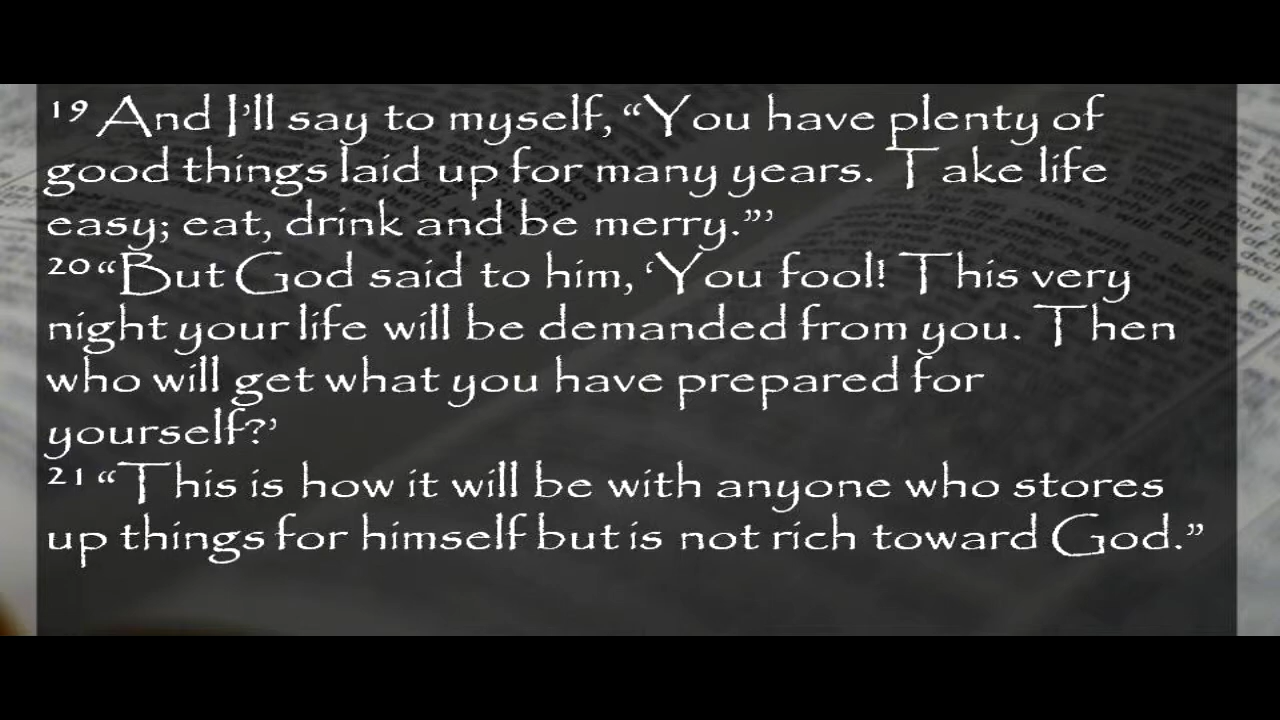 19 And I’ll say to myself, “You have plenty of
good things laid up for many years. Take life
easy; eat, drink and be merry.”’
20 “But God said to him, ‘You fool! This very
night your life will be demanded from you. Then
who will get what you have prepared for
yourself?’
21 “This is how it will be with anyone who stores
up things for himself but is not rich toward God.”